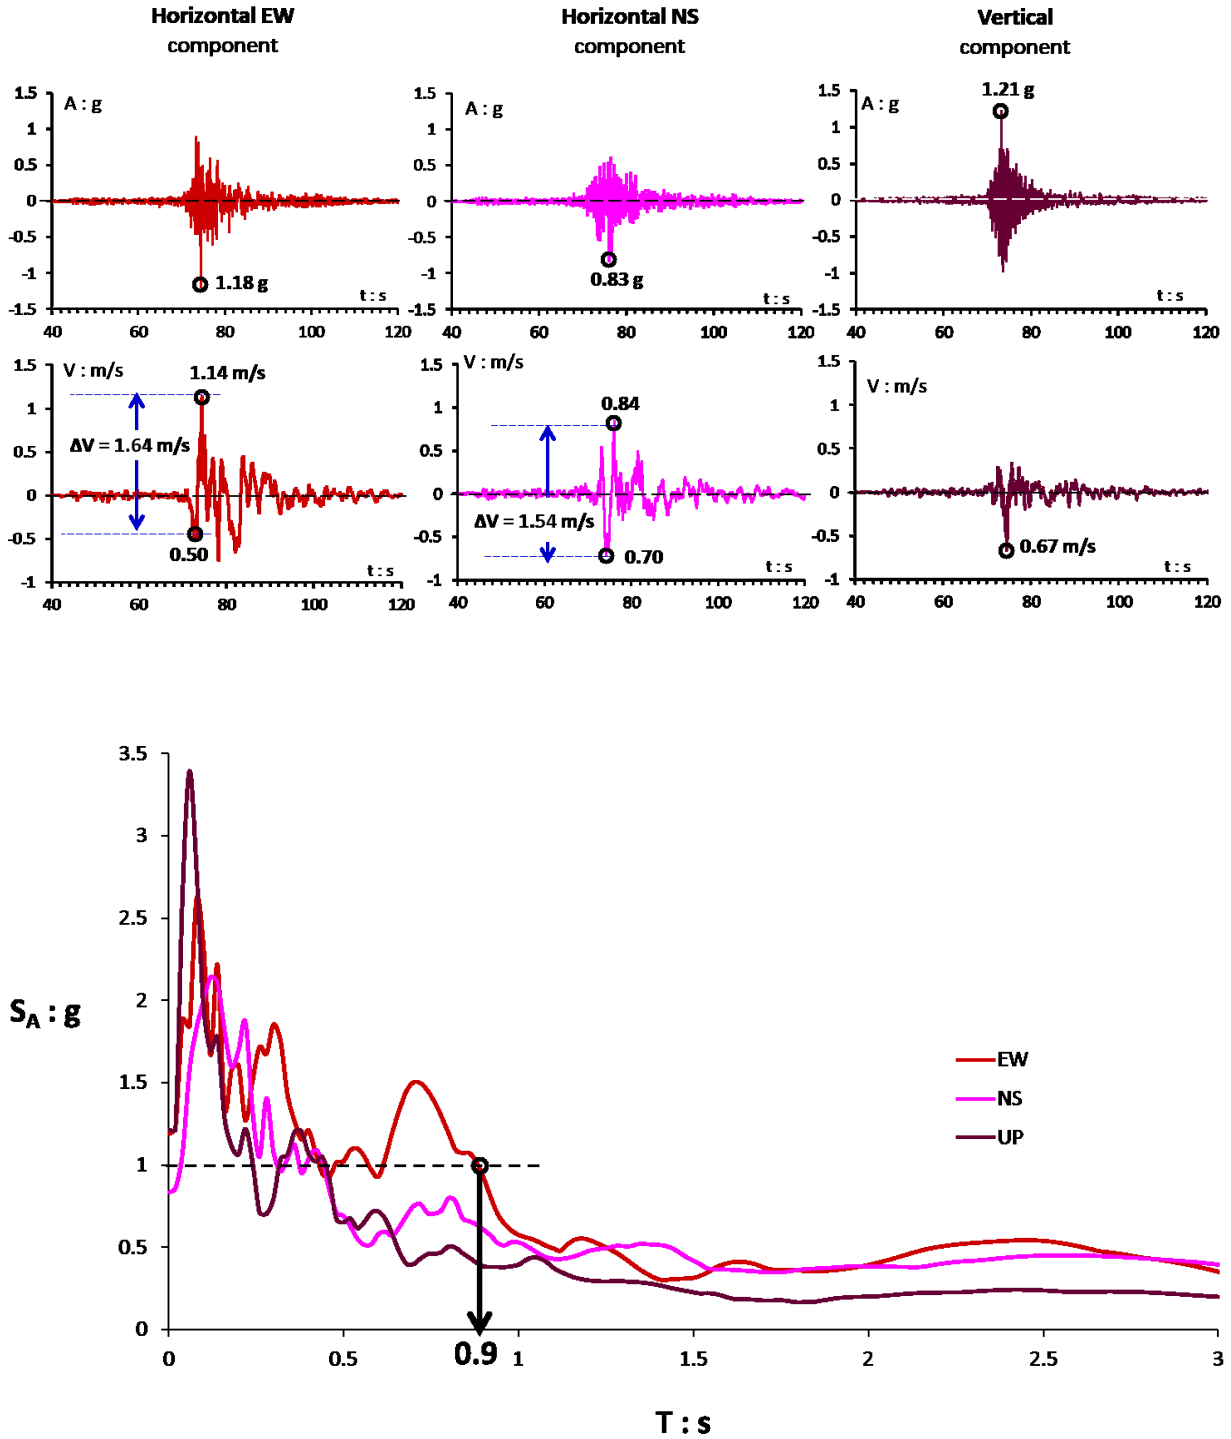 Horizontal EW
component
Horizontal NS
component
Vertical
component
A : g
1.5
1
0.5
0
-0.5
-1
-1.5
1.18 g
t : s
40 60 80 100 120
A : g
1.5
1
0.5
0
-0.5
-1
-1.5
0.83 g
t : s
40 60 80 100 120
1.21 g
A : g
1.5
1
0.5
0
-0.5
-1
-1.5
t : s
40 60 80 100 120
V : m/s
1.5
1
0.5
0
-0.5
-1
1.14 m/s
ΔV = 1.64 m/s
0.50
t : s
40 60 80 100 120
V : m/s
1.5
1
0.5
0
-0.5
-1
0.84
ΔV = 1.54 m/s
0.70
t : s
40 60 80 100 120
V : m/s
1.5
1
0.5
0
-0.5
-1
0.67 m/s
t : s
40 60 80 100 120
3.5
3
2.5
2
1.5
1
0.5
0
SA : g
EW
NS
UP
0 0.5 0.9 1 1.5 2 2.5 3
T : s